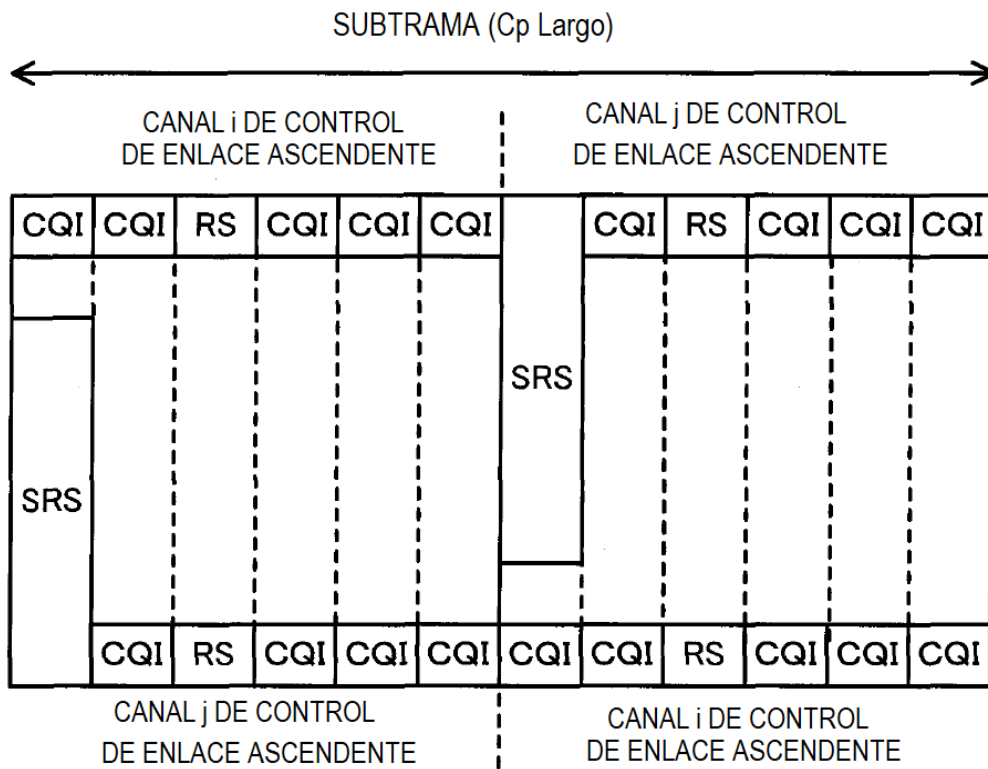 SUBTRAMA (Cp Largo)
CANAL i DE CONTROL
DE ENLACE ASCENDENTE
CANAL j DE CONTROL
DE ENLACE ASCENDENTE
CQI CQI RS CQI CQI CQI CQI RS CQI CQI CQI
SRS
SRS
CQI RS CQI CQI CQI CQI CQI RS CQI CQI CQI
CANAL j DE CONTROL
DE ENLACE ASCENDENTE
CANAL i DE CONTROL
DE ENLACE ASCENDENTE